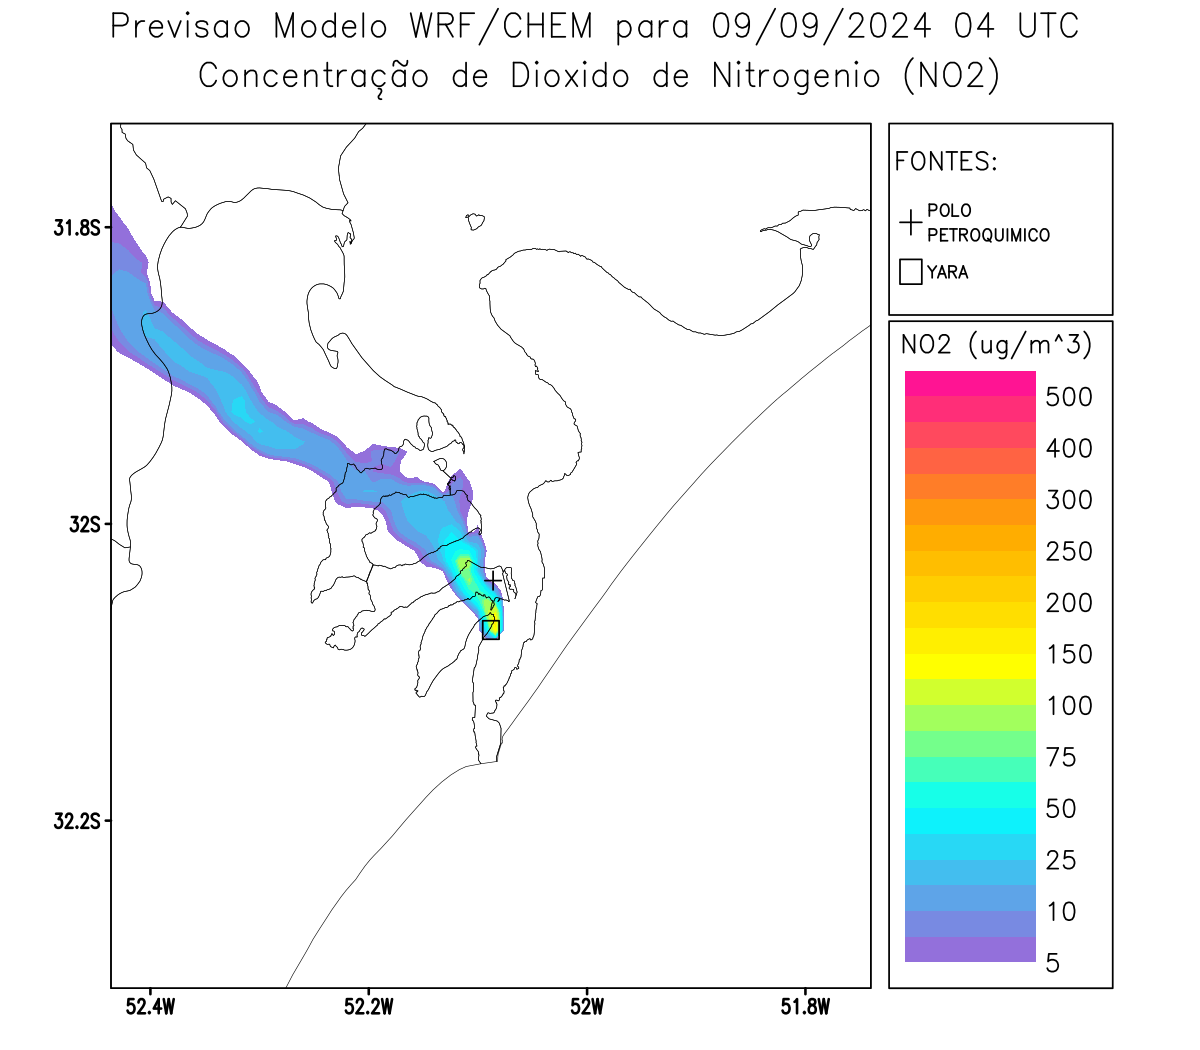 Previsao Modelo WRF/CHEM para 09/09/2024 04 UTC
Concentração de Dioxido de Nitrogenio (NO2)
FONTES:
POLO
PETROQUIMICO
YARA
NO2 (ug/m^3)
500
400
300
250
200
150
100
75
50
25
10
5
31.8S
32S
32.2S
52.4W
52.2W
52W
51.8W